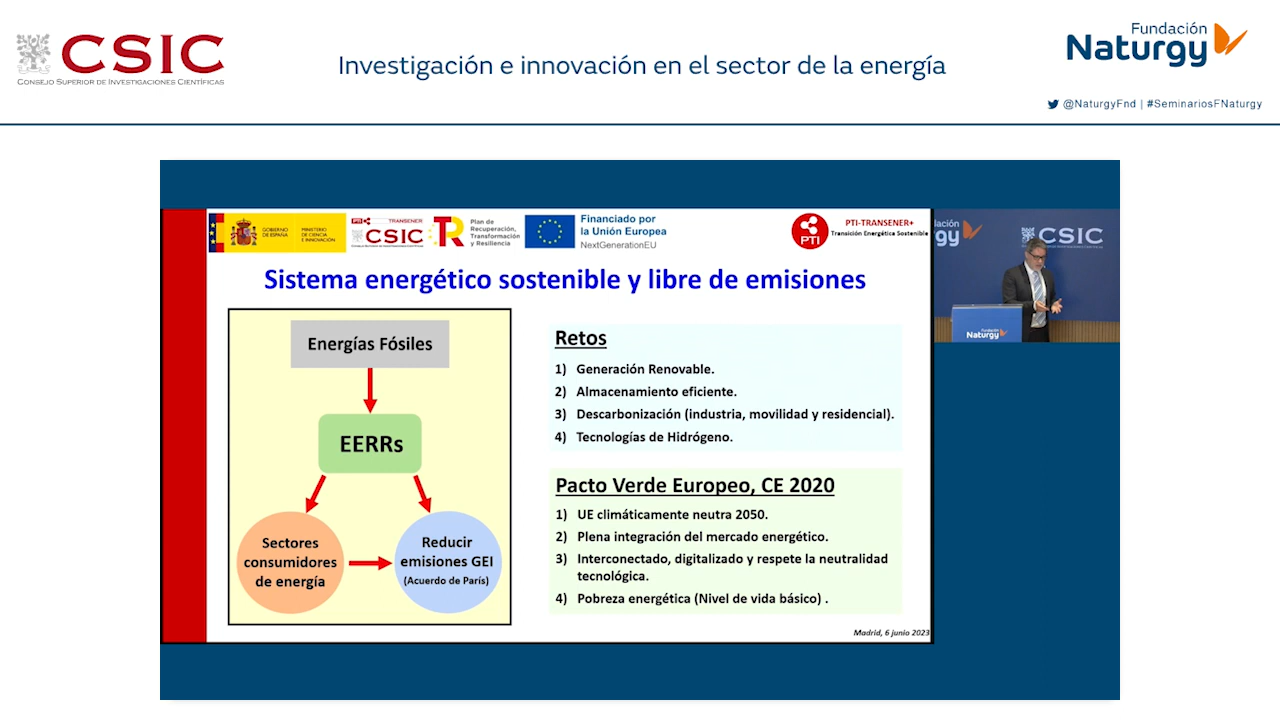 CSIC
CONSEJO SUPERIOR DE INVESTIGACIONES CIENTÍFICAS
Investigación e innovación en el sector de la energía
Fundación
Naturgy
@NaturgyFnd | #SeminariosFNaturgy
GOBIERNO
DE ESPAÑA
MINISTERIO
DE CIENCIA
E INNOVACIÓN
PTI
TRANSENER
CSIC
Plan de
Recuperación,
Transformación
y Resiliencia
Financiado por
la Unión Europea
NextGenerationEU
PTI
PTI-TRANSENER+
Transición Energética Sostenible
Sistema energético sostenible y libre de emisiones
Energías Fósiles
EERRs
Sectores
consumidores
de energía
Reducir
emisiones GEI
(Acuerdo de París)
Retos
1) Generación Renovable.
2) Almacenamiento eficiente.
3) Descarbonización (industria, movilidad y residencial).
4) Tecnologías de Hidrógeno.
Pacto Verde Europeo, CE 2020
1) UE climáticamente neutra 2050.
2) Plena integración del mercado energético.
3) Interconectado, digitalizado y respete la neutralidad
tecnológica.
4) Pobreza energética (Nivel de vida básico) .
Madrid, 6 junio 2023
lación
rgy
CSIC
Fundación
Naturgy